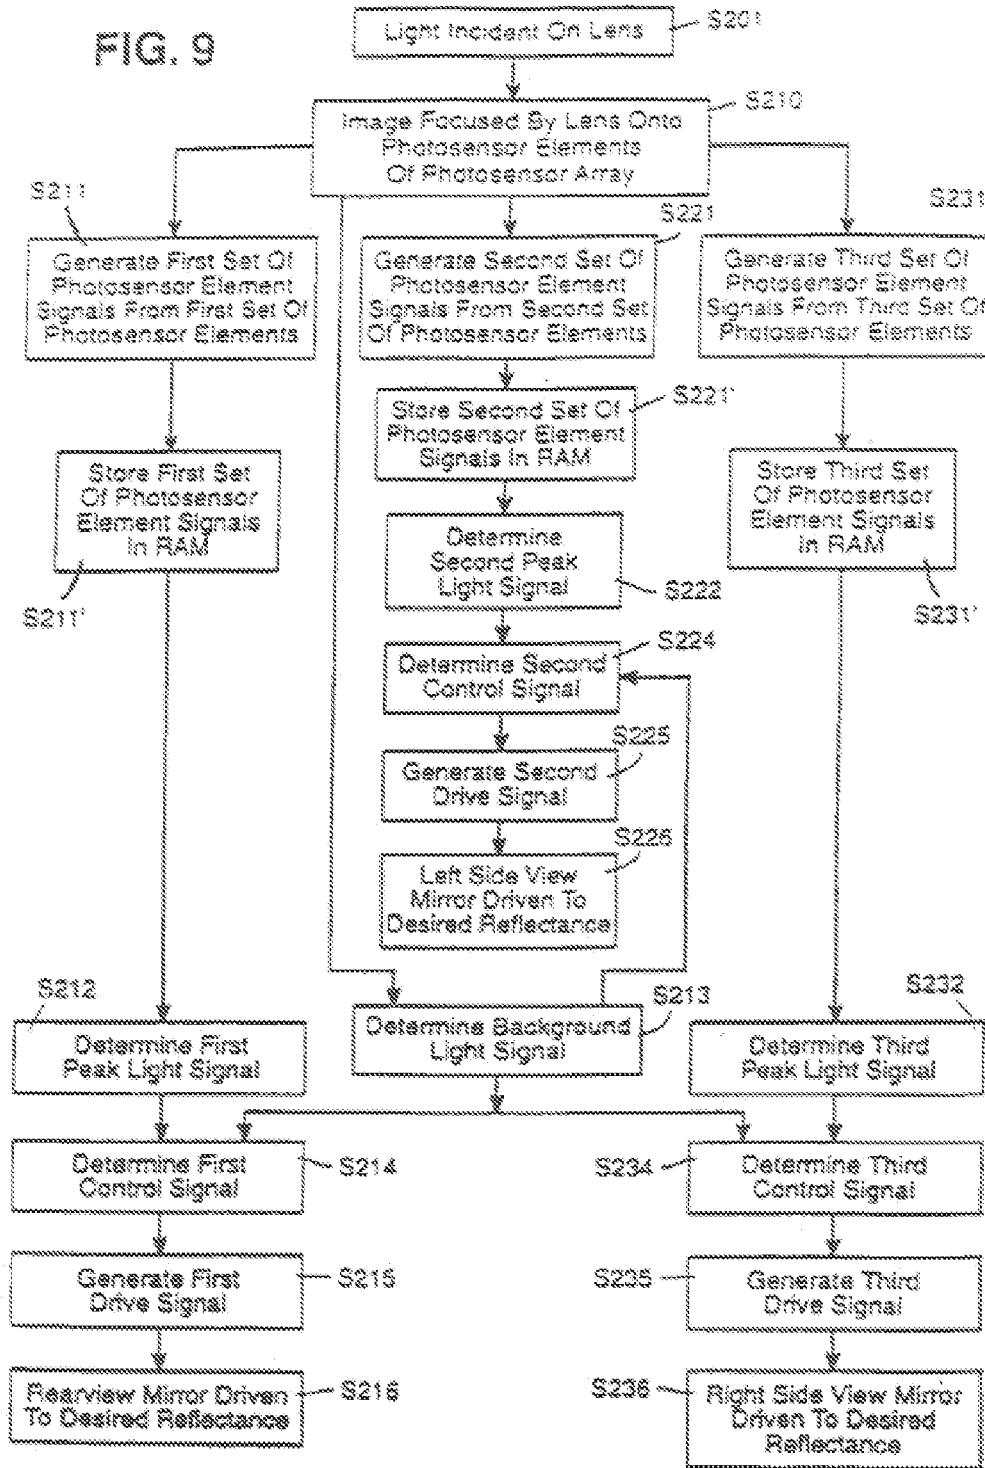 FIG. 9
Light Incident On Lens
S201
Image Focused By Lens Onto
Photosensor Elements
Of Photosensor Array
S210
S211
Generate First Set Of
Photosensor Element
Signals From First Set Of
Photosensor Elements
S221
Generate Second Set Of
Photosensor Element
Signals From Second Set
Of Photosensor Elements
S231
Generate Third Set Of
Photosensor Element
Signals From Third Set Of
Photosensor Elements
Store First Set
Of Photosensor
Element Signals
In RAM
S211'
Store Second Set Of
Photosensor Element
Signals In RAM
S221'
Store Third Set
Of Photosensor
Element Signals
In RAM
S231'
Determine
Second Peak
Light Signal
S222
Determine Second
Control Signal
S224
Generate Second
Drive Signal
S225
Left Side View
Mirror Driven To
Desired Reflectance
S226
S212
Determine First
Peak Light Signal
Determine Background
Light Signal
S213
S232
Determine Third
Peak Light Signal
Determine First
Control Signal
S214
S234
Determine Third
Control Signal
Generate First
Drive Signal
S215
S235
Generate Third
Drive Signal
Rearview Mirror Driven
To Desired Reflectance
S216
S236
Right Side View Mirror
Driven To Desired
Reflectance